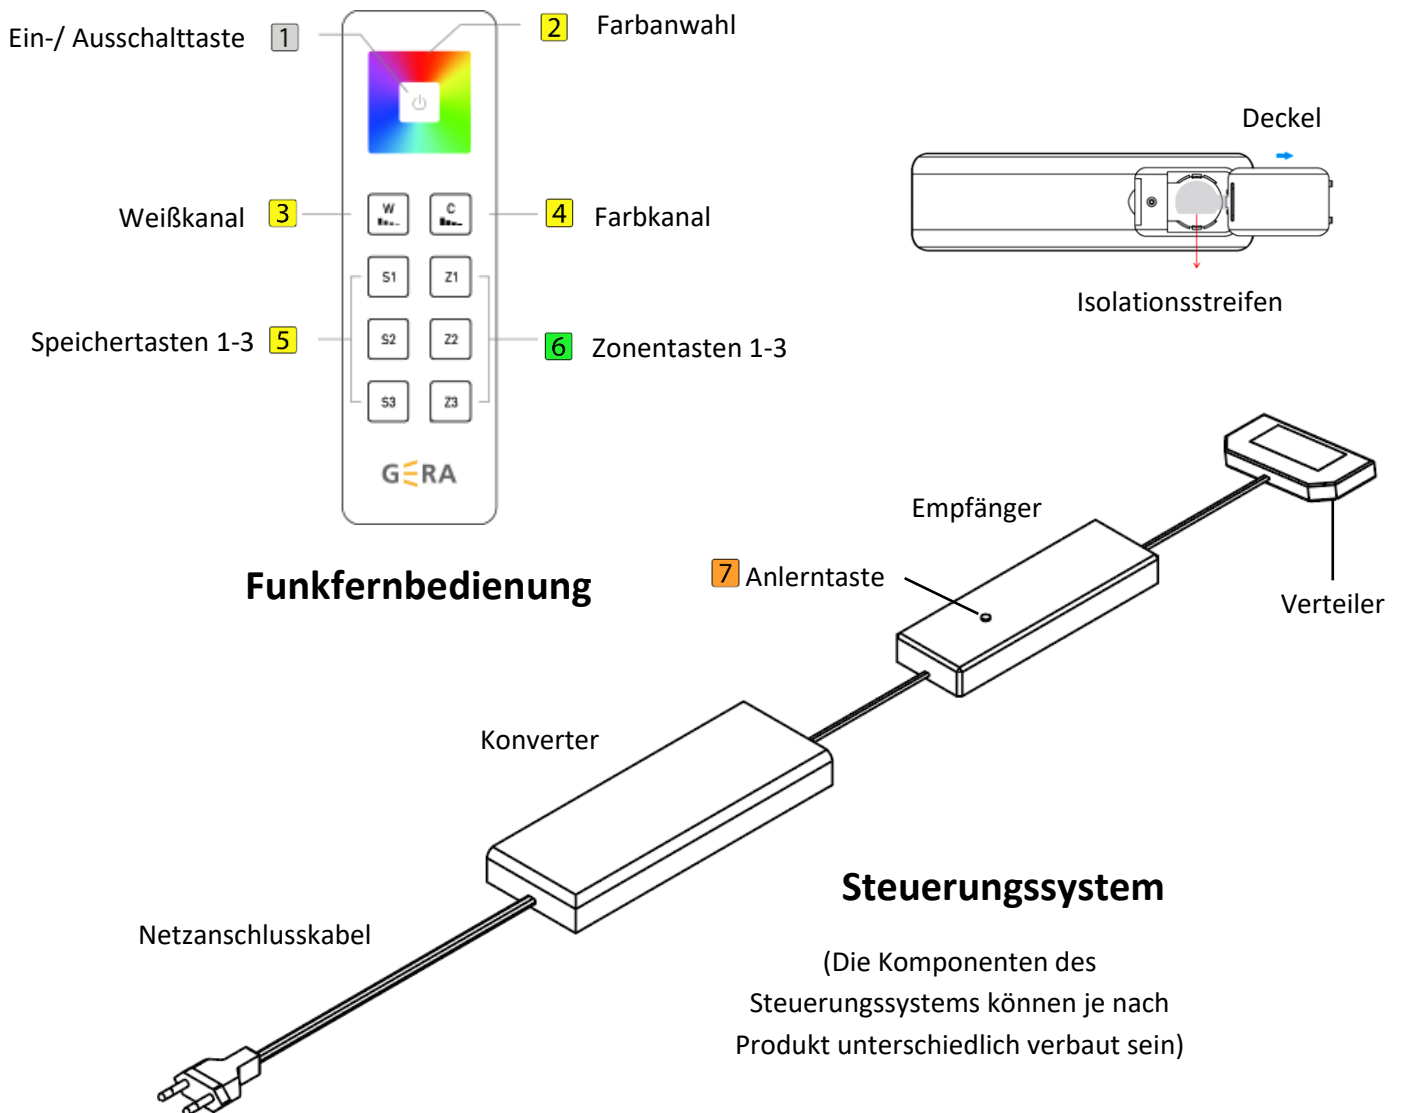 Ein-/ Ausschalttaste 1
2 Farbanwahl
Weißkanal 3
W
C
4 Farbkanal
S1
Z1
Speichertasten 1-3 5
S2
Z2
6 Zonentasten 1-3
S3
Z3
GERA
Funkfernbedienung
Deckel
Isolationsstreifen
Empfänger
7 Anlerntaste
Verteiler
Konverter
Netzanschlusskabel
Steuerungssystem
(Die Komponenten des
Steuerungssystems können je nach
Produkt unterschiedlich verbaut sein)